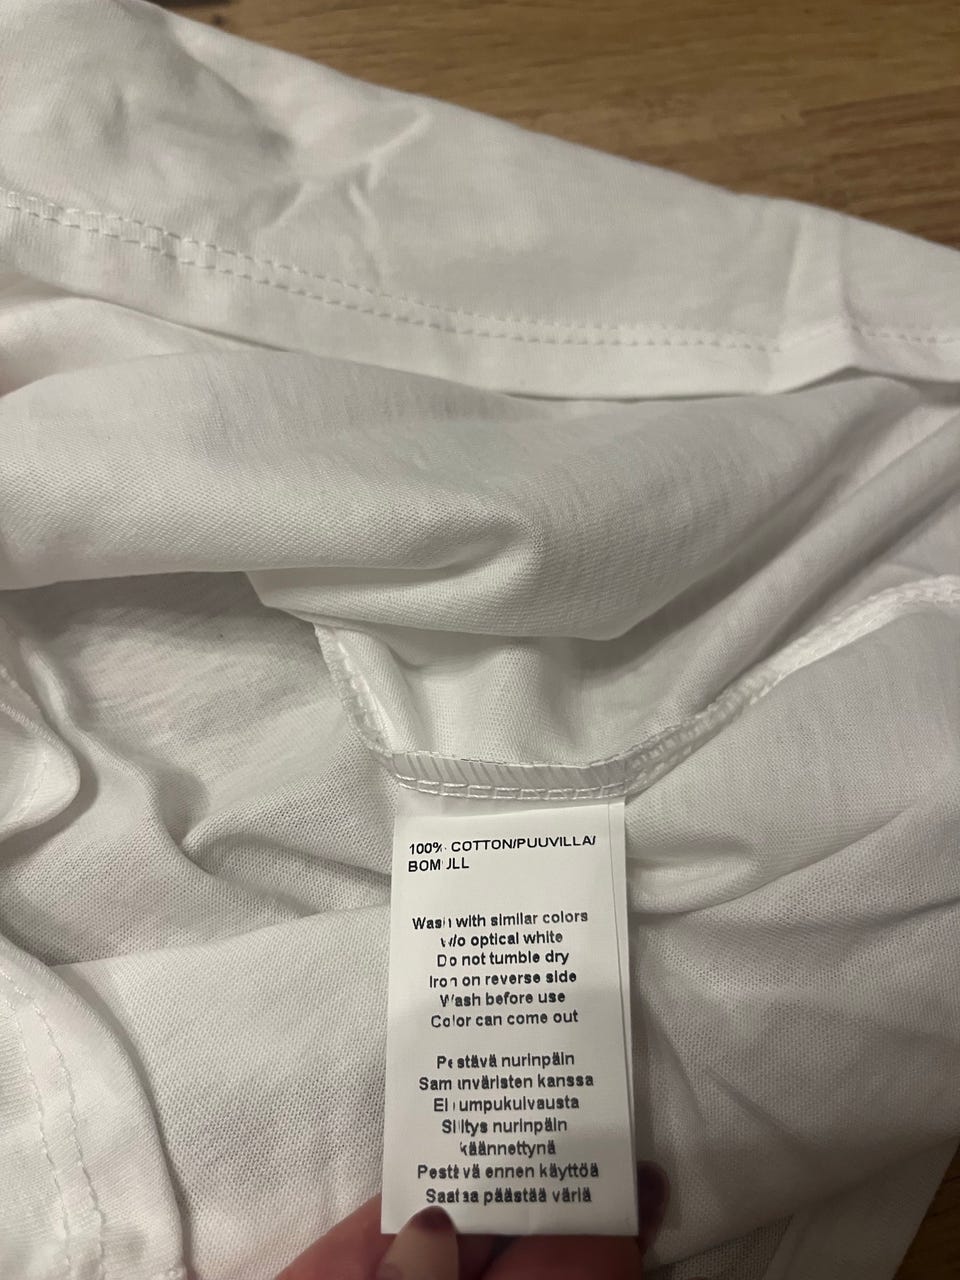 100% COTTON/PUUVILLA/
BOMULL
Wash with similar colors
w/o optical white
Do not tumble dry
Iron on reverse side
Wash before use
Color can come out
Pestävä nurinpäin
Samanväristen kanssa
Ei rumpukuivausta
Silitys nurinpäin
käännettynä
Pestävä ennen käyttöä
Saattaa päästää väriä